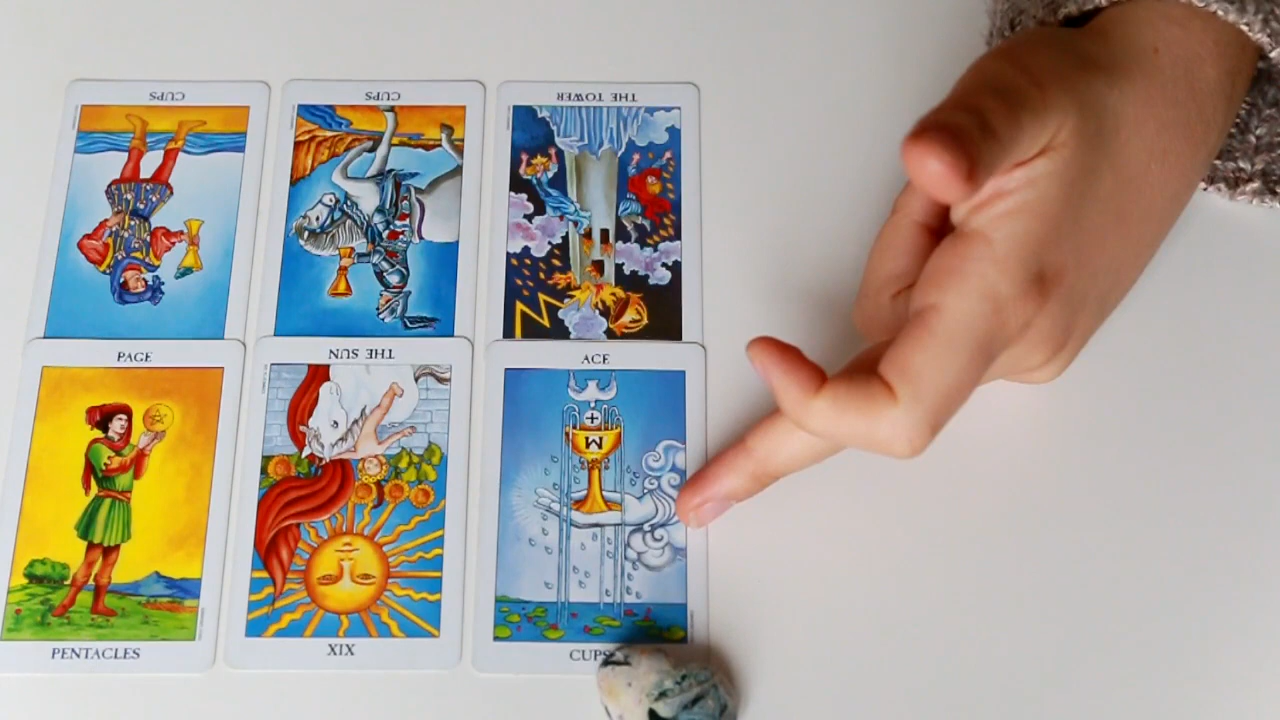 CUPS
CUPS
THE TOWER
PAGE
THE SUN
ACE
M
PENTACLES
XIX
CUPS